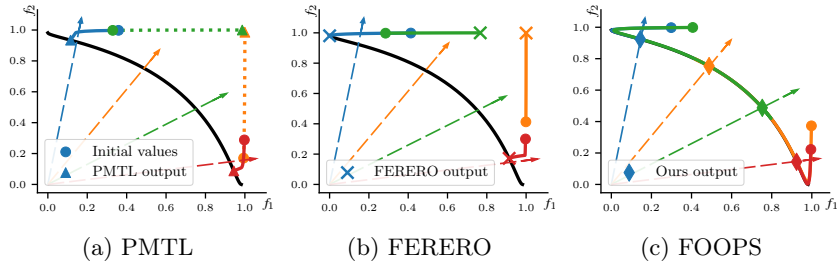 f₂
1.0
0.8
0.6
0.4
0.2
0.0
Initial values
PMTL output
0.0 0.2 0.4 0.6 0.8 1.0 f₁
(a) PMTL
f₂
1.0
0.8
0.6
0.4
0.2
0.0
FERERO output
0.0 0.2 0.4 0.6 0.8 1.0 f₁
(b) FERERO
f₂
1.0
0.8
0.6
0.4
0.2
0.0
Ours output
0.0 0.2 0.4 0.6 0.8 1.0 f₁
(c) FOOPS